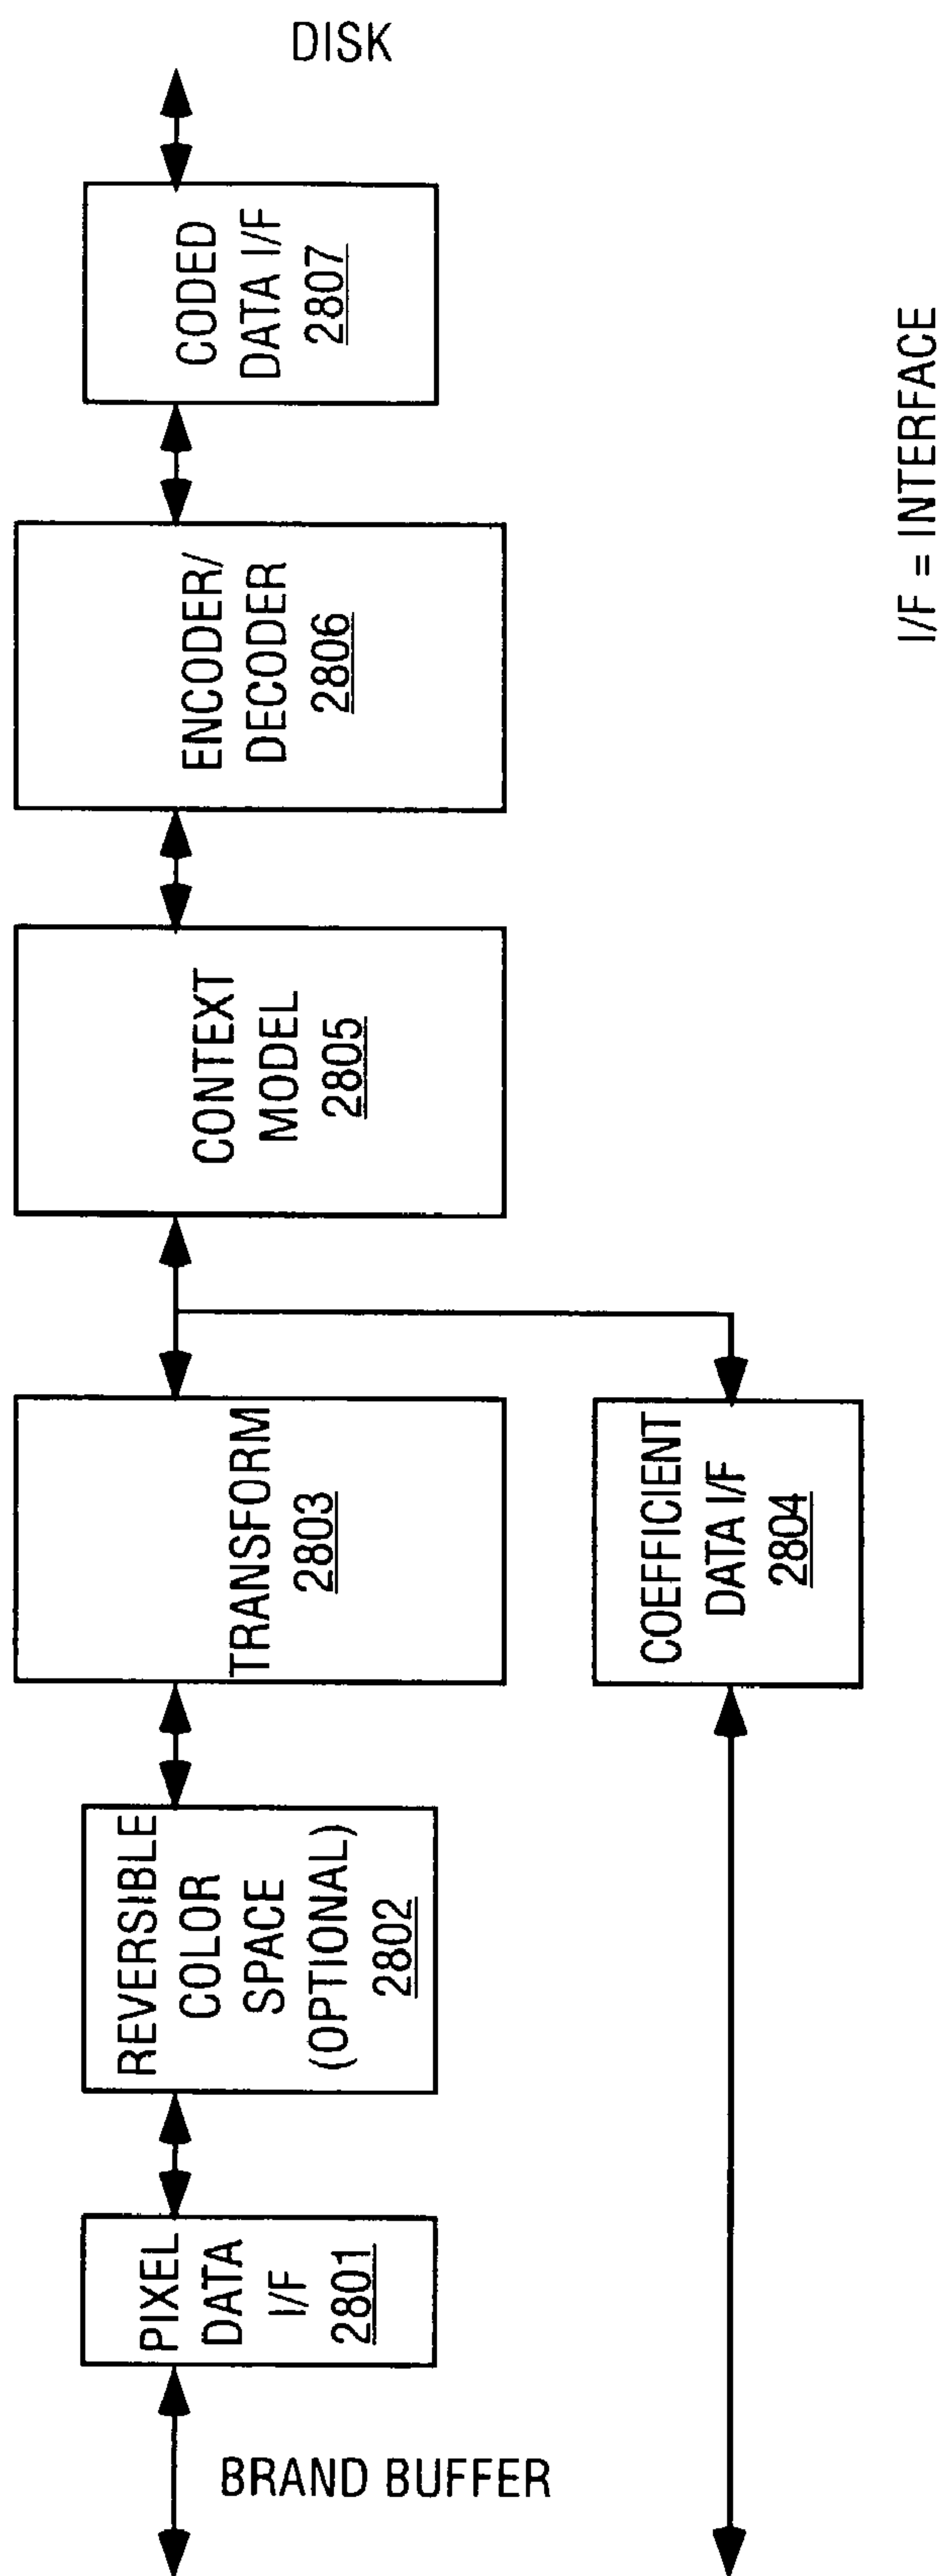 BRAND BUFFER
PIXEL
DATA
I/F
2801
REVERSIBLE
COLOR
SPACE
(OPTIONAL)
2802
TRANSFORM
2803
COEFFICIENT
DATA I/F
2804
CONTEXT
MODEL
2805
ENCODER/
DECODER
2806
CODED
DATA I/F
2807
DISK
I/F = INTERFACE